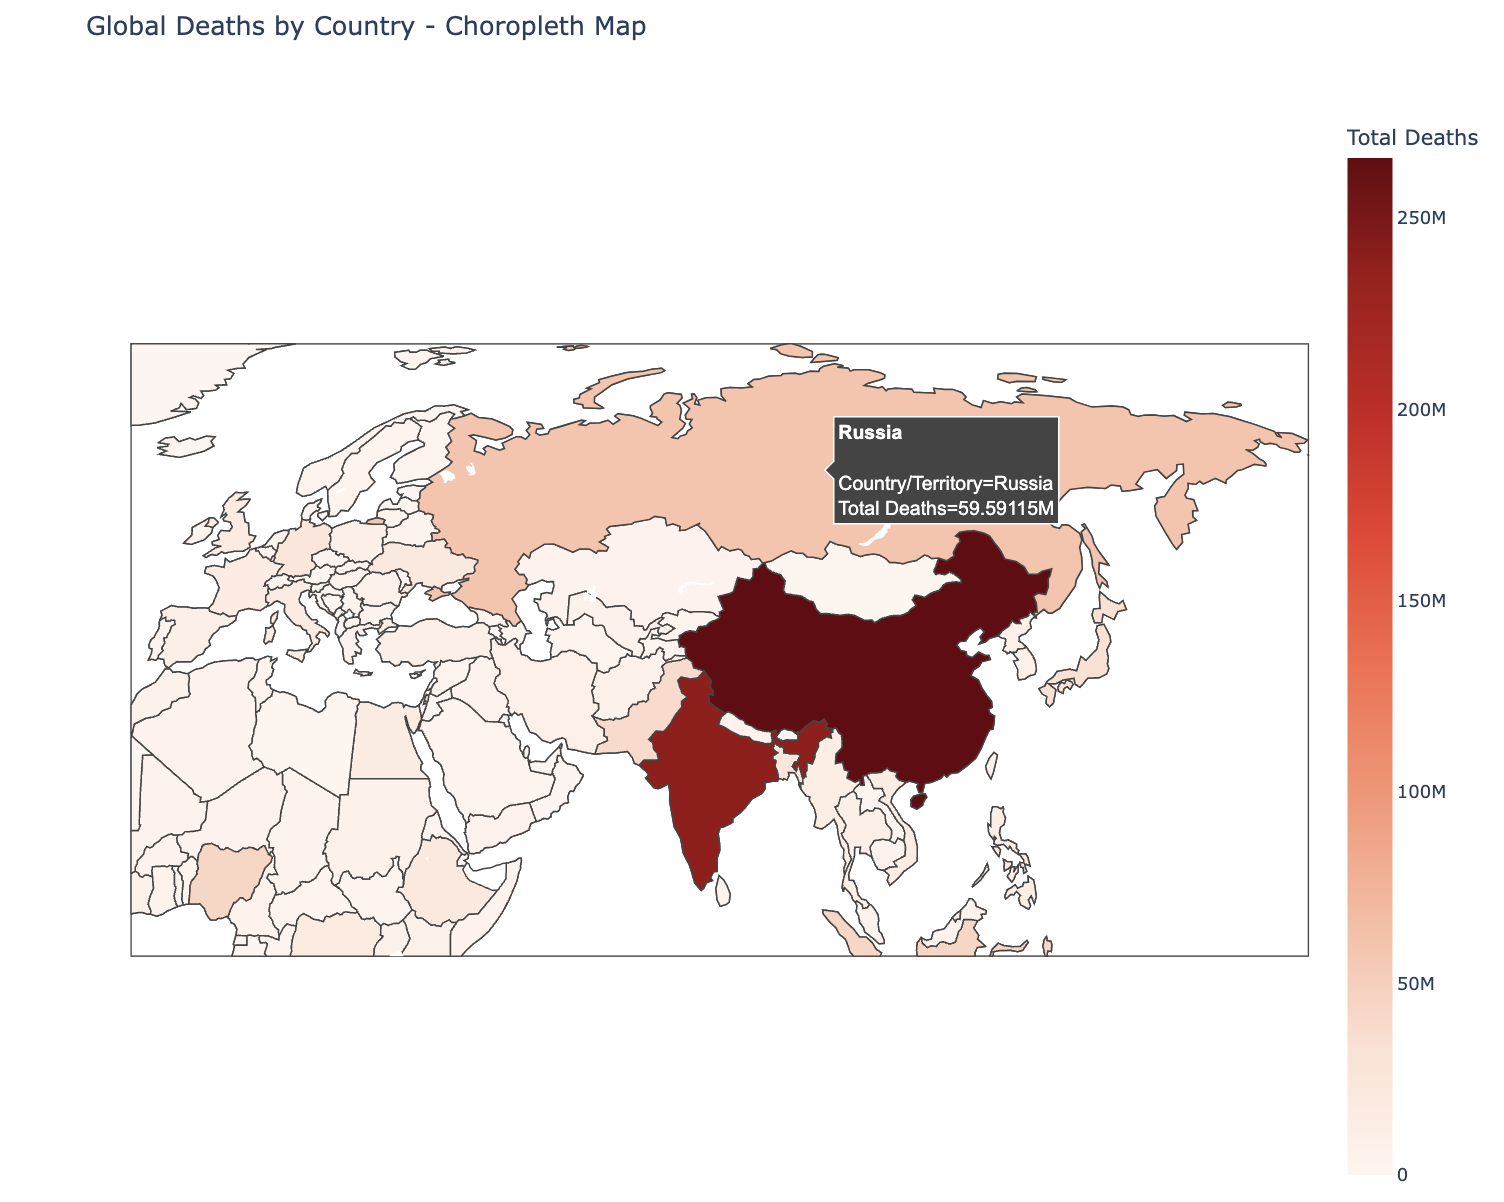 Global Deaths by Country - Choropleth Map
Total Deaths
250M
200M
150M
100M
50M
0
Russia
Country/Territory=Russia
Total Deaths=59.59115M